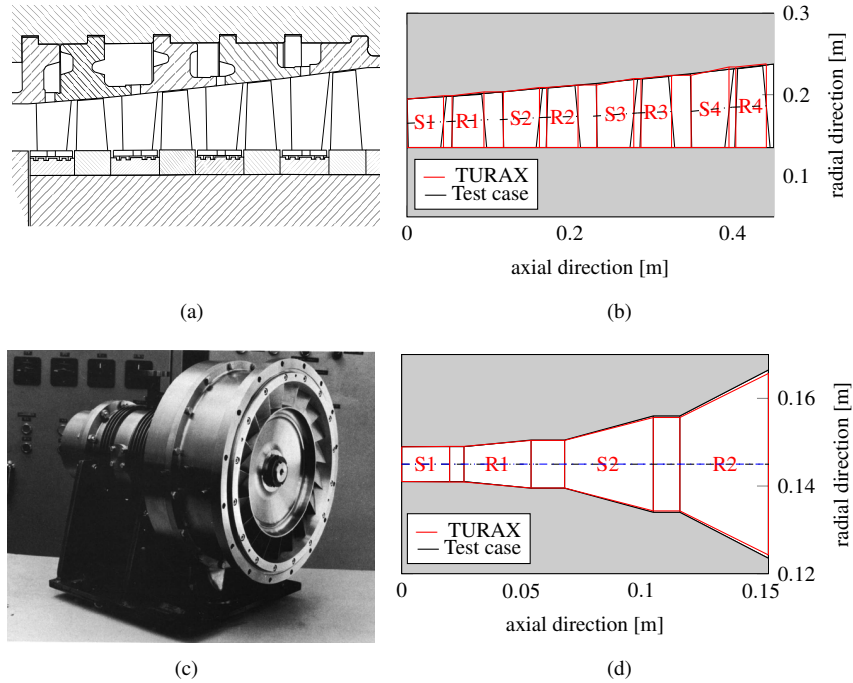 0.3
0.2
0.1
radial direction [m]
S1 R1 S2 R2 S3 R3 S4 R4
TURAX
Test case
0 0.2 0.4
axial direction [m]
(a)
(b)
0.16
0.14
0.12
radial direction [m]
S1 R1 S2 R2
TURAX
Test case
0 0.05 0.1 0.15
axial direction [m]
(c)
(d)